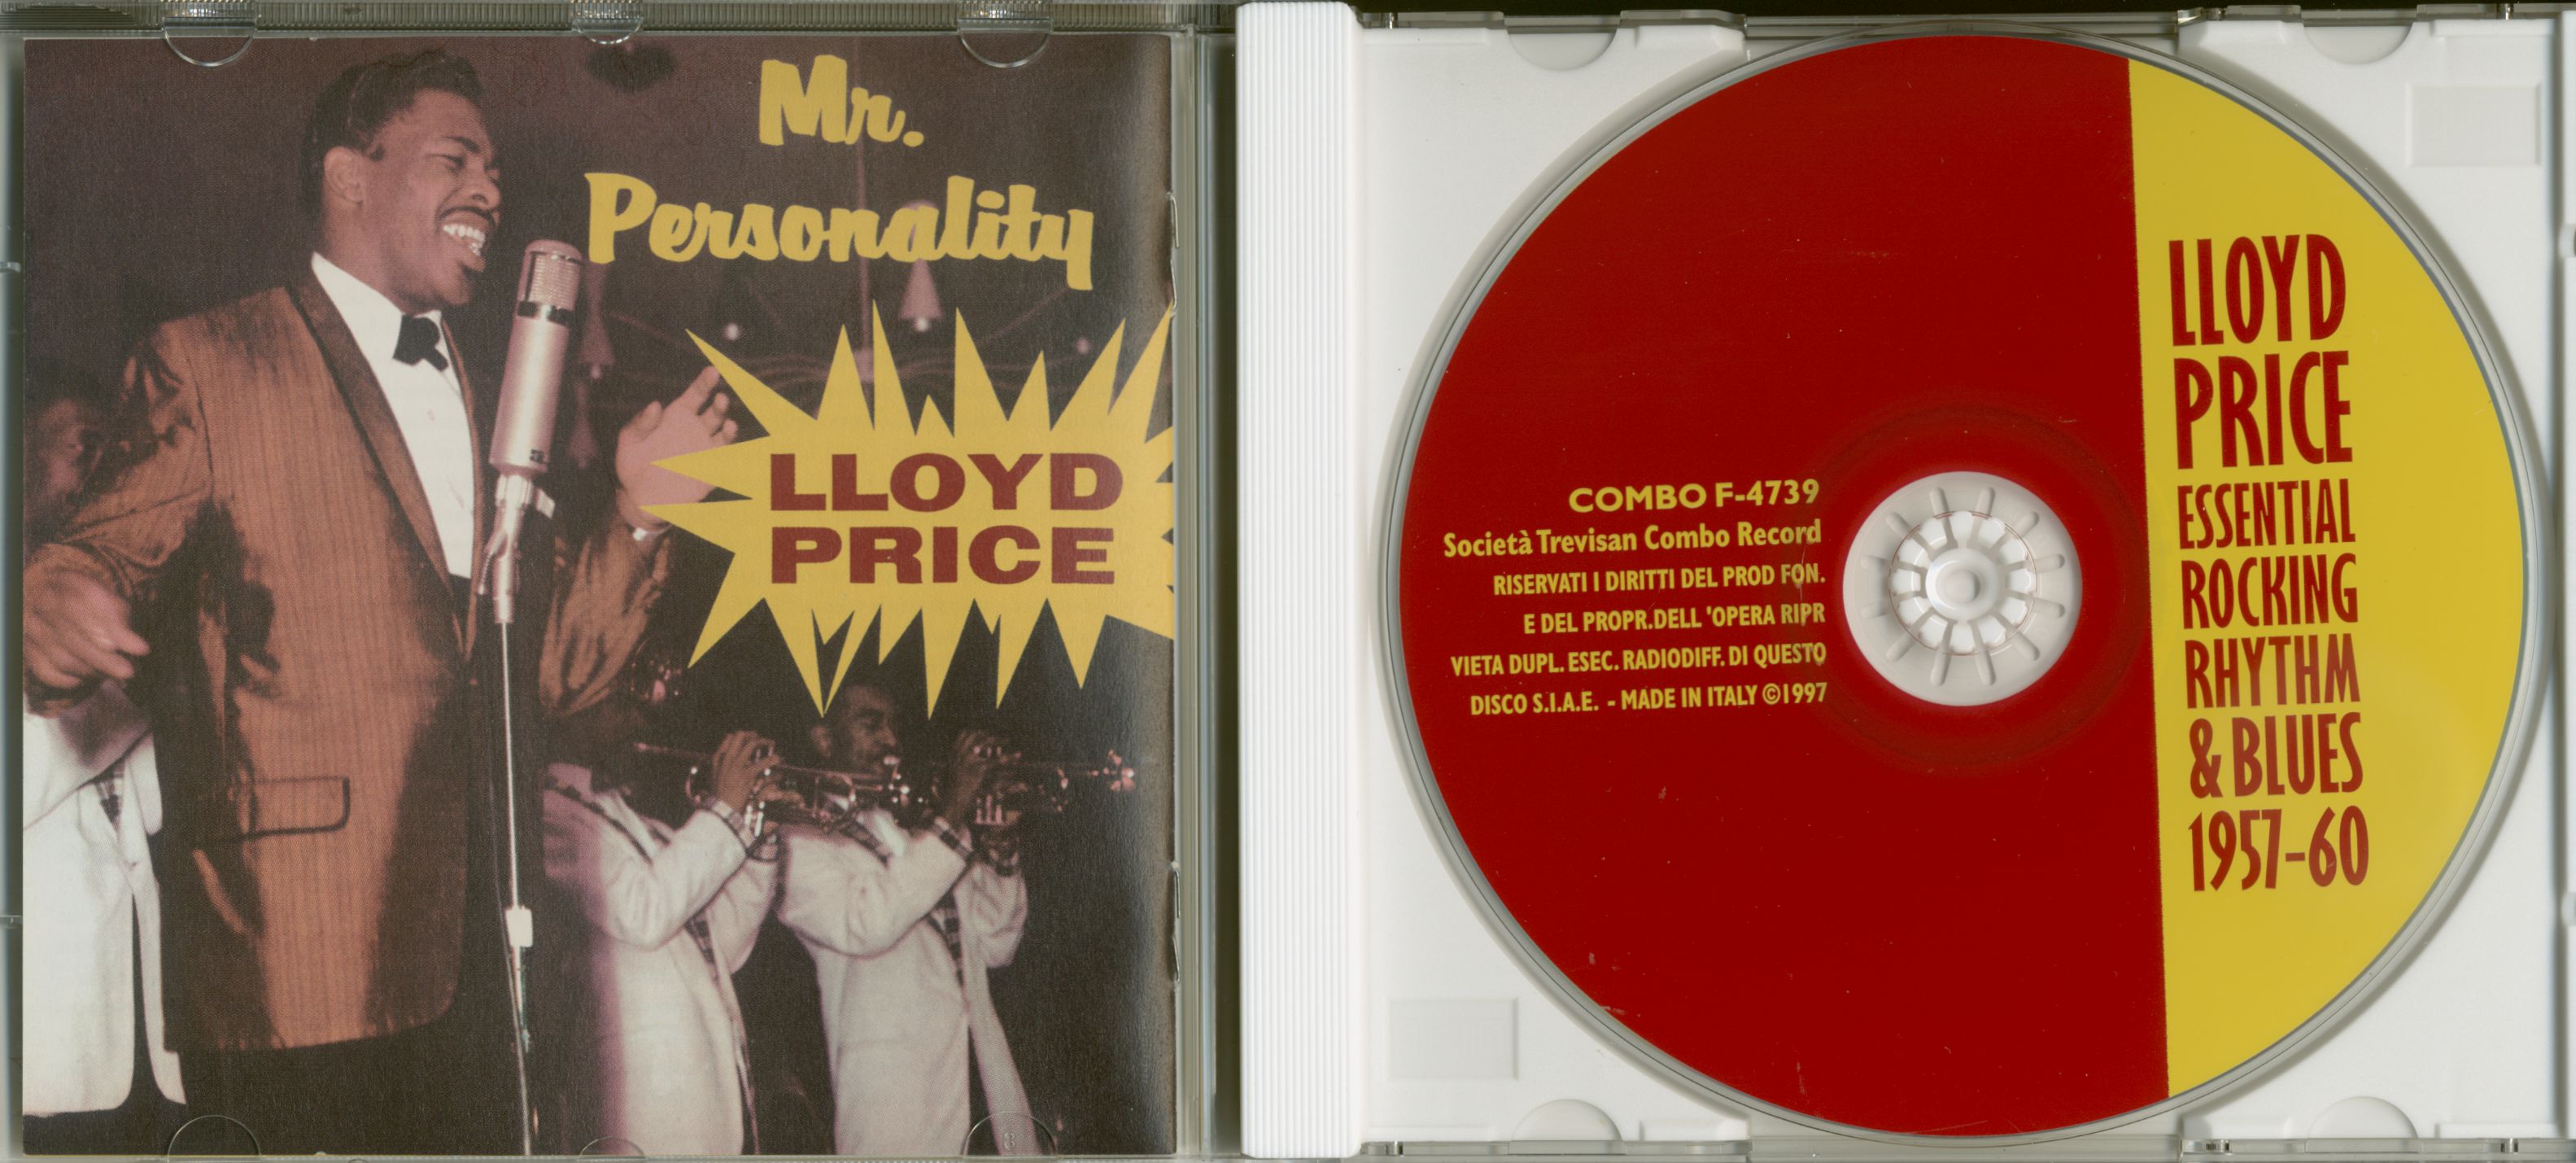 Mr.
Personality
LLOYD
PRICE
COMBO F-4739
Società Trevisan Combo Record
RISERVATI I DIRITTI DEL PROD FON.
E DEL PROPR.DELL 'OPERA RIPR
VIETA DUPL. ESEC. RADIODIFF. DI QUESTO
DISCO S.I.A.E. - MADE IN ITALY ©1997
LLOYD
PRICE
ESSENTIAL
ROCKING
RHYTHM
& BLUES
1957-60